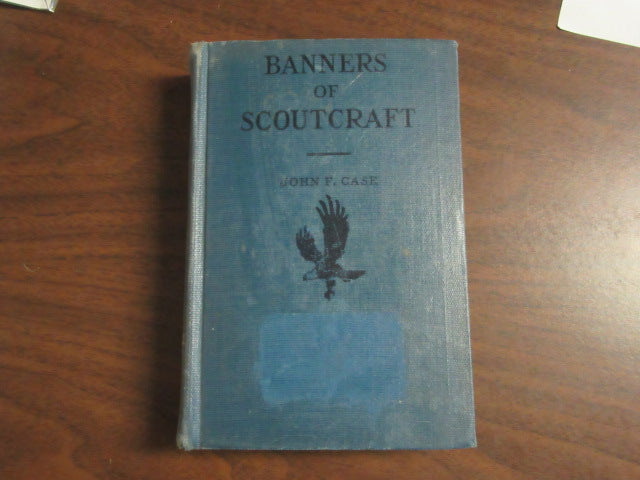 BANNERS
OF
SCOUTCRAFT
JOHN F. CASE